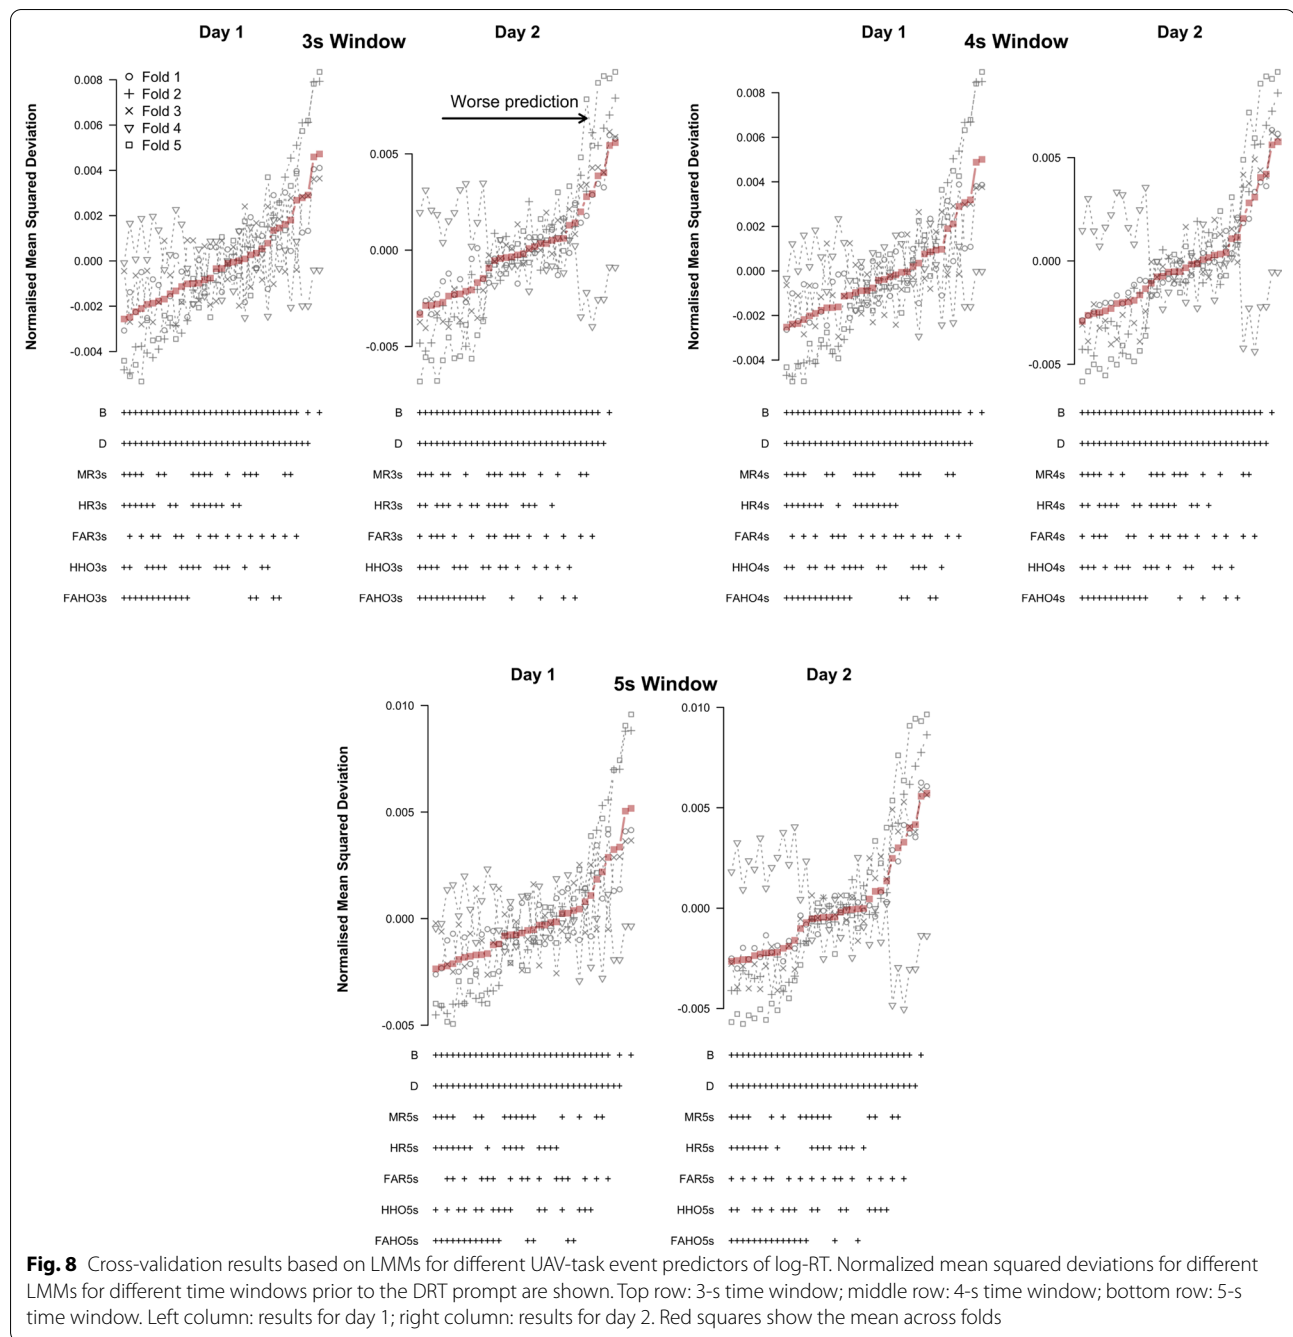 Day 1
3s Window
Day 2
Normalised Mean Squared Deviation
0.008
0.006
0.004
0.002
0.000
-0.002
-0.004
Fold 1
Fold 2
Fold 3
Fold 4
Fold 5
Worse prediction
0.005
0.000
-0.005
B
D
MR3s
HR3s
FAR3s
HHO3s
FAHO3s
B
D
MR3s
HR3s
FAR3s
HHO3s
FAHO3s
Day 1
4s Window
Day 2
Normalised Mean Squared Deviation
0.008
0.006
0.004
0.002
0.000
-0.002
-0.004
0.005
0.000
-0.005
B
D
MR4s
HR4s
FAR4s
HHO4s
FAHO4s
B
D
MR4s
HR4s
FAR4s
HHO4s
FAHO4s
Day 1
5s Window
Day 2
Normalised Mean Squared Deviation
0.010
0.005
0.000
-0.005
0.010
0.005
0.000
-0.005
B
D
MR5s
HR5s
FAR5s
HHO5s
FAHO5s
B
D
MR5s
HR5s
FAR5s
HHO5s
FAHO5s
Fig. 8 Cross-validation results based on LMMs for different UAV-task event predictors of log-RT. Normalized mean squared deviations for different
LMMs for different time windows prior to the DRT prompt are shown. Top row: 3-s time window; middle row: 4-s time window; bottom row: 5-s
time window. Left column: results for day 1; right column: results for day 2. Red squares show the mean across folds